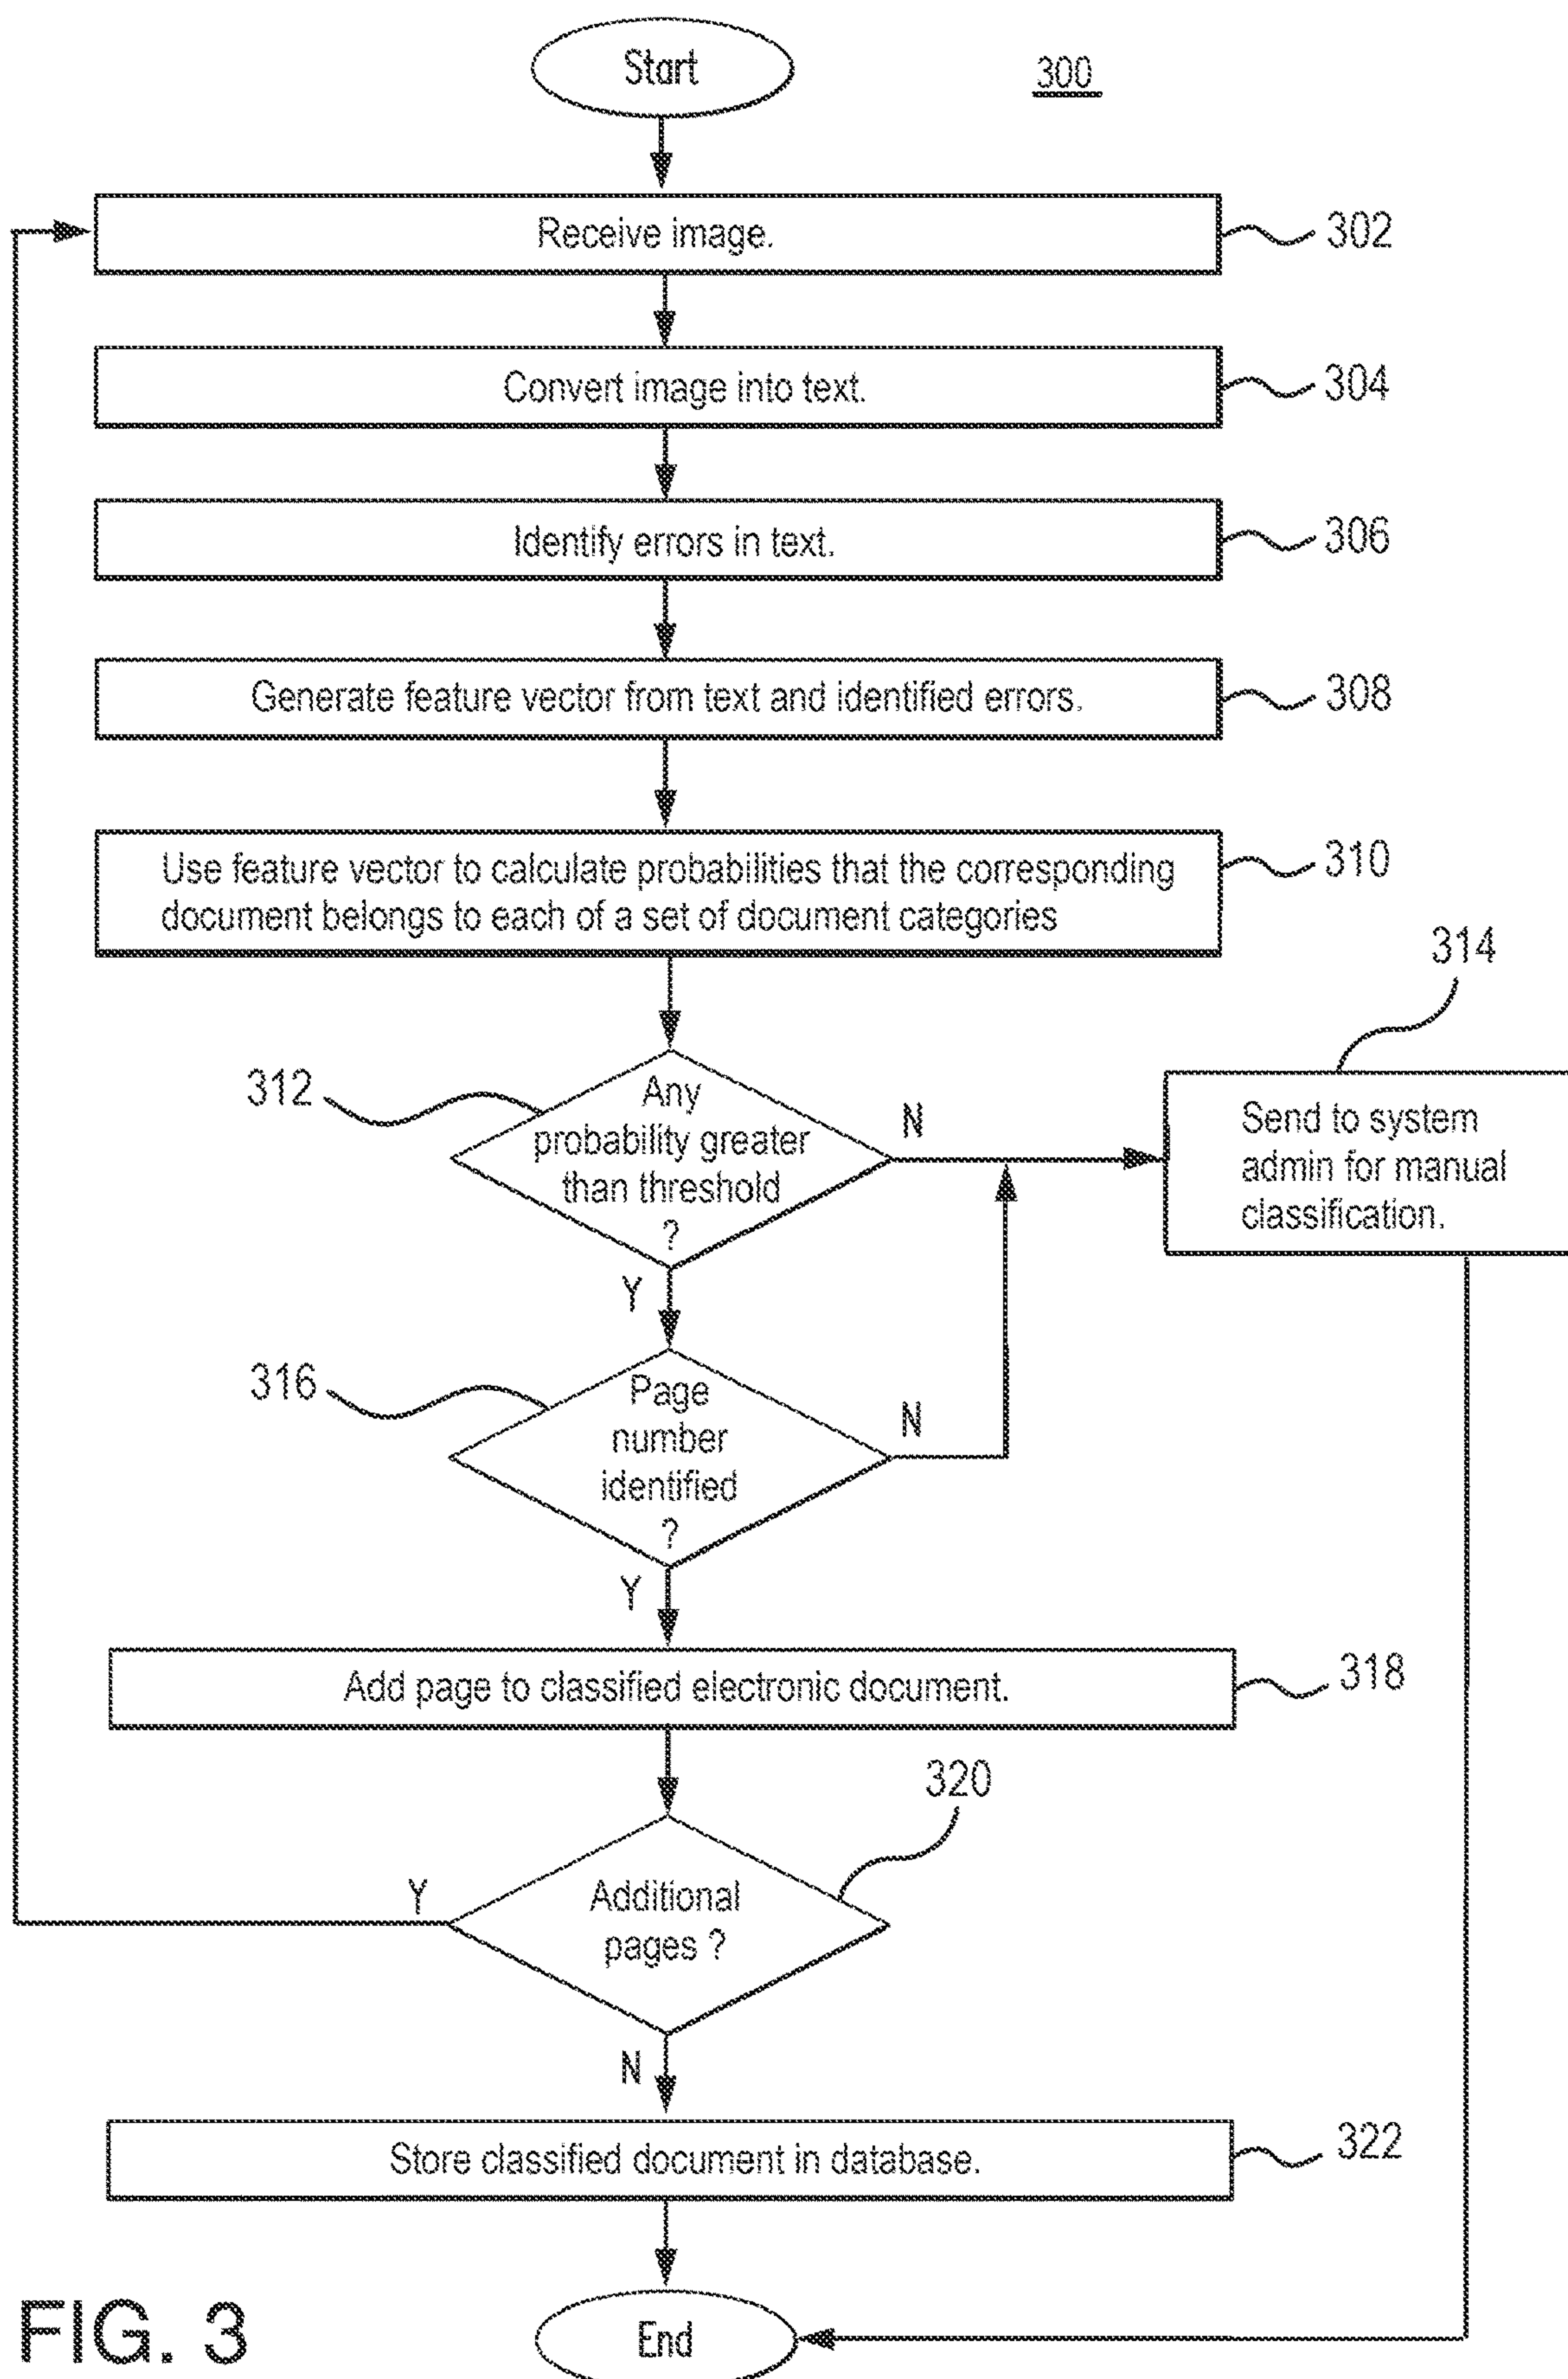 Start
300
Receive image.
302
Convert image into text.
304
Identify errors in text.
306
Generate feature vector from text and identified errors.
308
Use feature vector to calculate probabilities that the corresponding
document belongs to each of a set of document categories
310
314
312
Any
probability greater
than threshold
?
N
Send to system
admin for manual
classification.
Y
316
Page
number
identified
?
N
Y
Add page to classified electronic document.
318
320
Y
Additional
pages ?
N
Store classified document in database.
322
End
FIG. 3